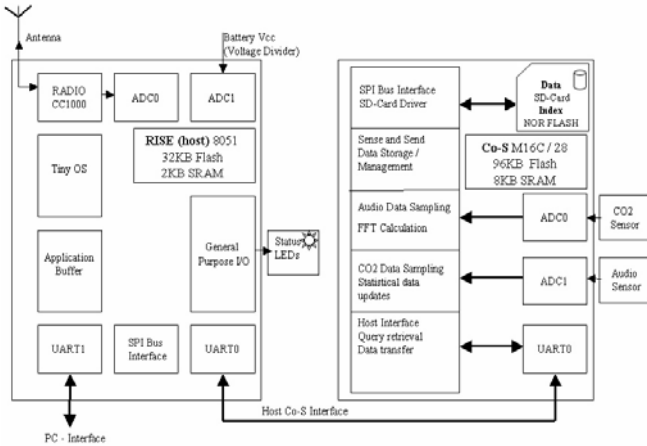 Antenna
Battery Vcc
(Voltage Divider)
RADIO
CC1000
ADC0
ADC1
RISE (host) 8051
32KB Flash
2KB SRAM
Tiny OS
Application
Buffer
General
Purpose I/O
Status
LEDs
UART1
SPI Bus
Interface
UART0
PC - Interface
Host Co-S Interface
SPI Bus Interface
SD-Card Driver
Data
SD-Card
Index
NOR FLASH
Sense and Send
Data Storage /
Management
Co-S M16C / 28
96KB Flash
8KB SRAM
Audio Data Sampling
FFT Calculation
ADC0
CO2
Sensor
CO2 Data Sampling
Statistical data
updates
ADC1
Audio
Sensor
Host Interface
Query retrieval
Data transfer
UART0